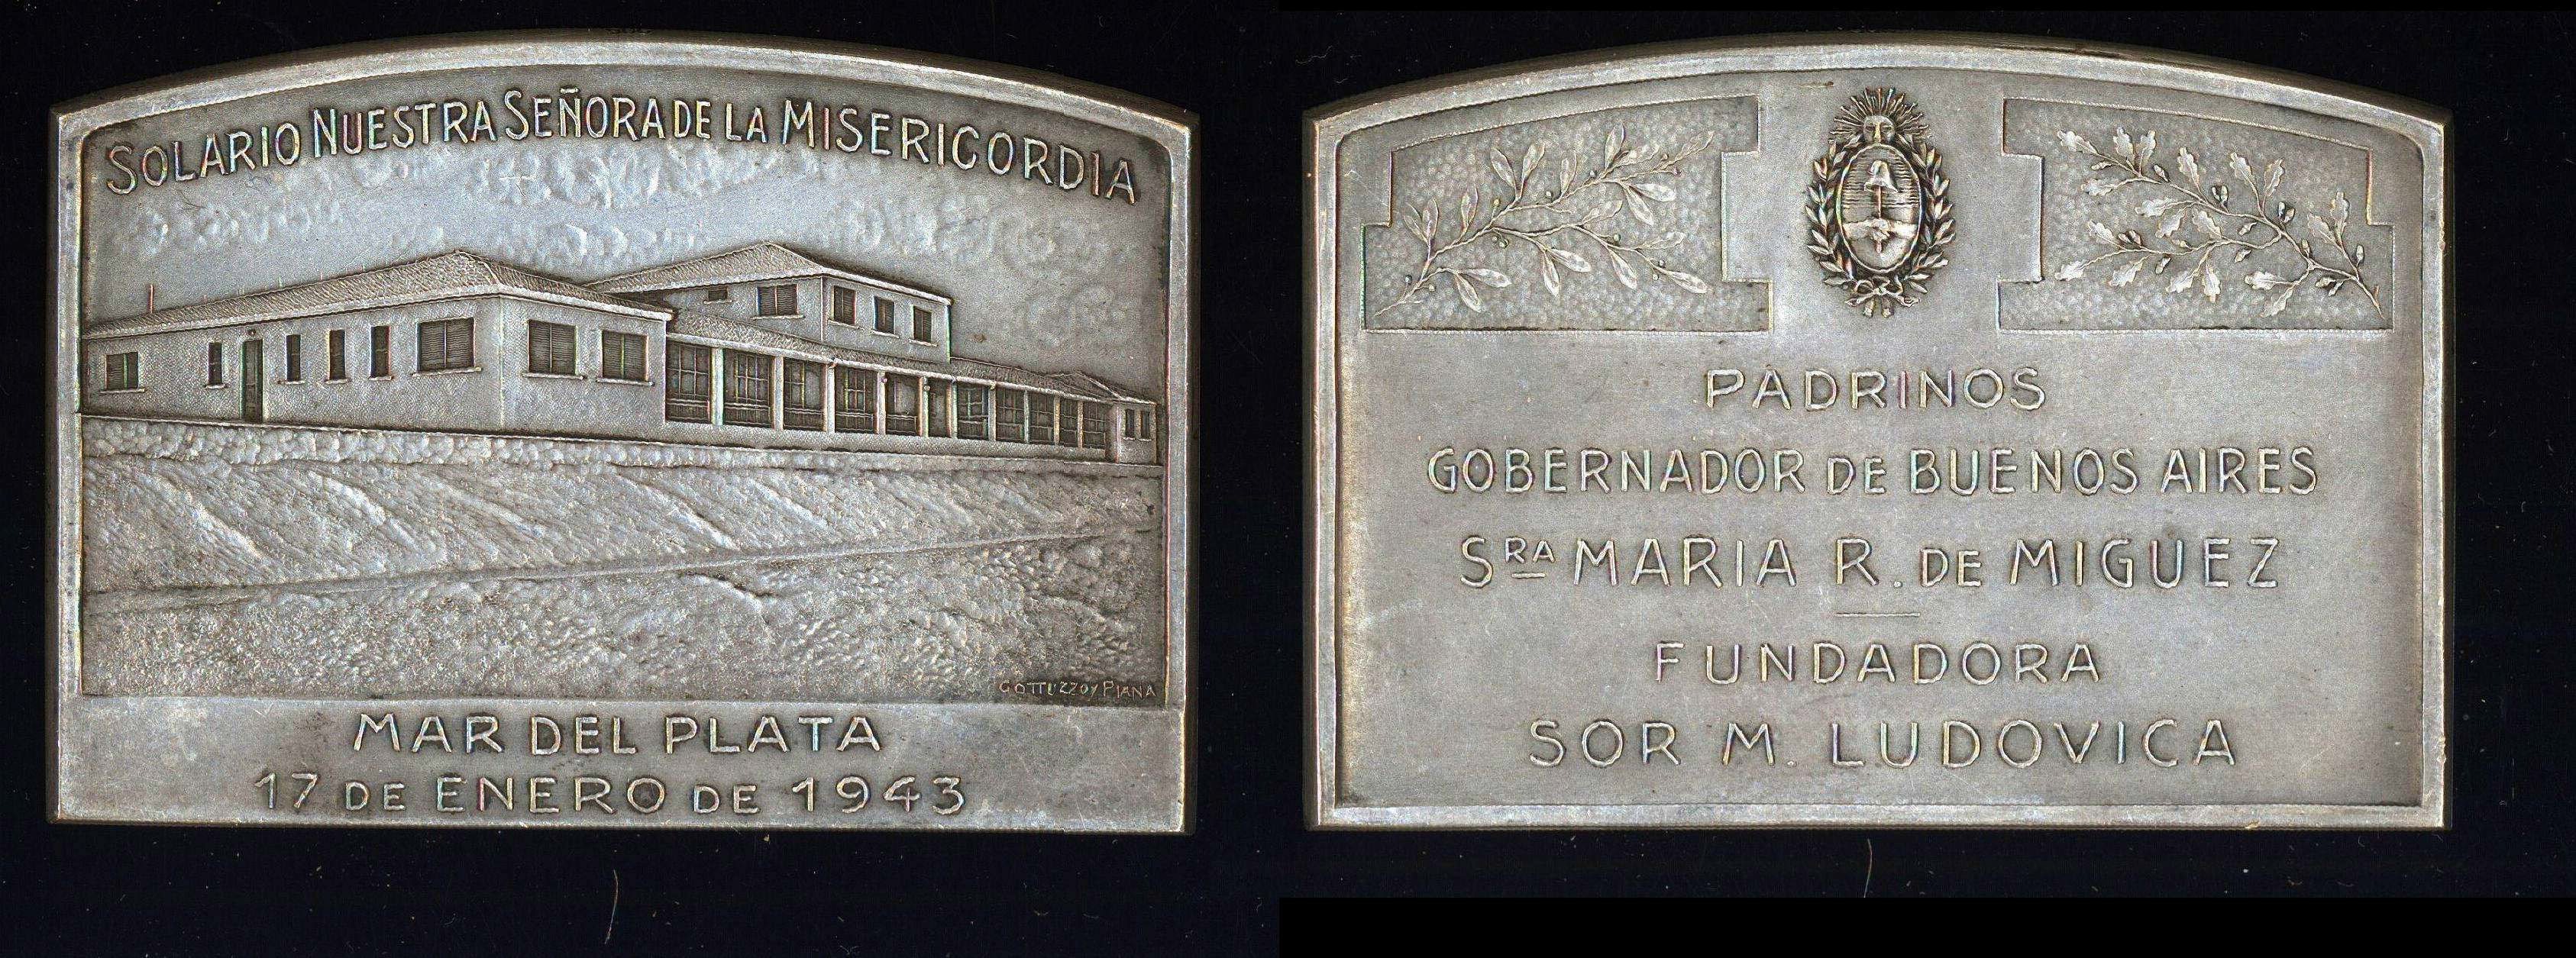 SOLARIO NUESTRA SEÑORA DE LA MISERICORDIA
GOTTUZZO Y PIANA
MAR DEL PLATA
17 DE ENERO DE 1943
PADRINOS
GOBERNADOR DE BUENOS AIRES
SRA MARIA R. DE MIGUEZ
FUNDADORA
SOR M. LUDOVICA